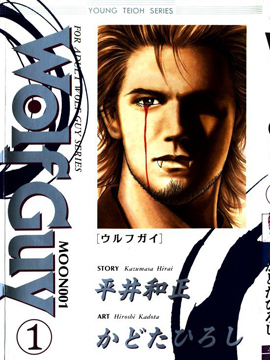 YOUNG TEIOH SERIES
FOR ADULT WOLF GUY SERIES
Wolf Guy
MOON001
1
[ウルフガイ]
STORY Kazumasa Hirai
平井和正
ART Hiroshi Kadota
かどたひろし